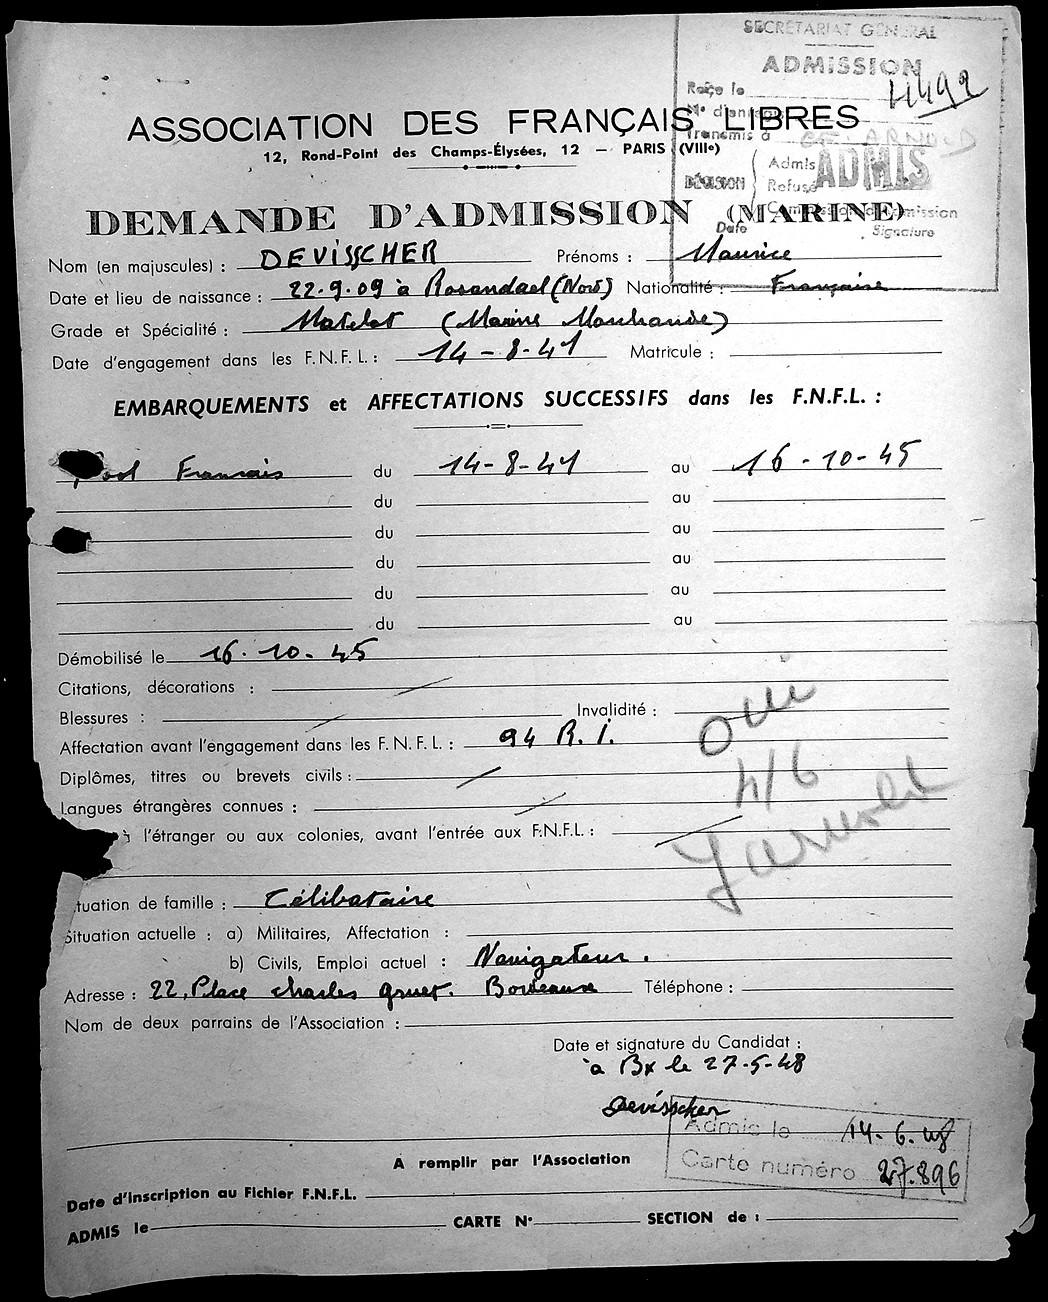 SECRÉTARIAT GÉNÉRAL
ADMISSION
Reçu le
4492
N° d'enreg
ASSOCIATION DES FRANÇAIS LIBRES
Transmis à ARNOLD
12, Rond-Point des Champs-Élysées, 12 — PARIS (VIIIe)
Admis
DÉCISION
Refusé
ADMIS
DEMANDE D'ADMISSION (MARINE)
Date
Signature
Nom (en majuscules) : DEVISSCHER Prénoms : Maurice
Date et lieu de naissance : 22-9-09 à Rosendael (Nord) Nationalité : Française
Grade et Spécialité : Matelot (Marine Marchande)
Date d'engagement dans les F.N.F.L. : 14-8-41 Matricule :
EMBARQUEMENTS et AFFECTATIONS SUCCESSIFS dans les F.N.F.L. :
Pool Français du 14-8-41 au 16-10-45
du au
du au
du au
du au
du au
Démobilisé le 16-10-45
Citations, décorations :
Blessures : Invalidité :
oui
Affectation avant l'engagement dans les F.N.F.L. : 94 R.I.
Diplômes, titres ou brevets civils :
4/6
Langues étrangères connues :
à l'étranger ou aux colonies, avant l'entrée aux F.N.F.L. :
Jarnold
tuation de famille : Célibataire
Situation actuelle : a) Militaires, Affectation :
b) Civils, Emploi actuel : Navigateur.
Adresse : 22, Place Charles Gruet. Bordeaux Téléphone :
Nom de deux parrains de l'Association :
Date et signature du Candidat :
à Bx le 27-5-48
Devisscher
Admis le 14-6-48
Carte numéro 27.896
A remplir par l'Association
Date d'inscription au Fichier F.N.F.L.
ADMIS le CARTE N° SECTION de :